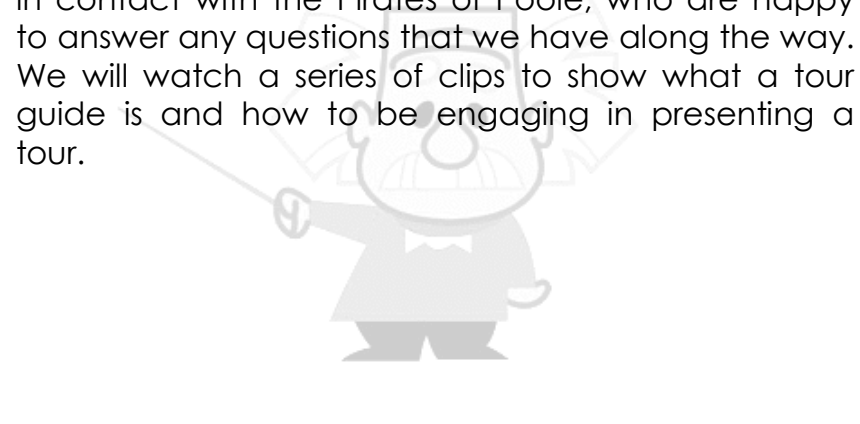 in contact with the Pirates of Poole, who are happy
to answer any questions that we have along the way.
We will watch a series of clips to show what a tour
guide is and how to be engaging in presenting a
tour.